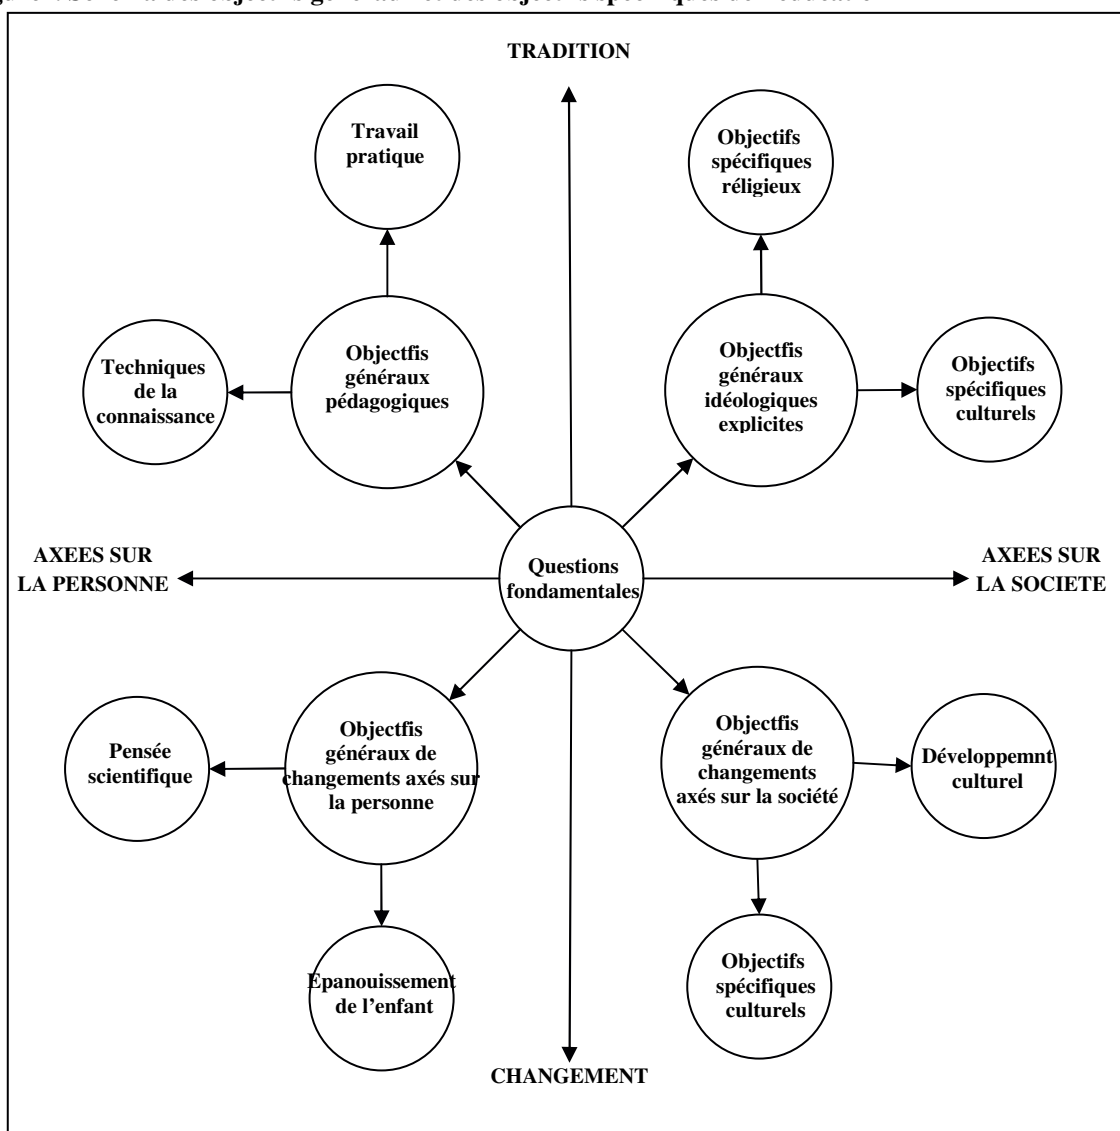 TRADITION
Travail
pratique
Objectifs
spécifiques
réligieux
Techniques
de la
connaissance
Objectfis
généraux
pédagogiques
Objectfis
généraux
idéologiques
explicites
Objectifs
spécifiques
culturels
AXEES SUR
LA PERSONNE
Questions
fondamentales
AXEES SUR
LA SOCIETE
Pensée
scientifique
Objectfis
généraux de
changements axés sur
la personne
Objectfis
généraux de
changements
axés sur la société
Développemnt
culturel
Epanouissement
de l'enfant
Objectifs
spécifiques
culturels
CHANGEMENT